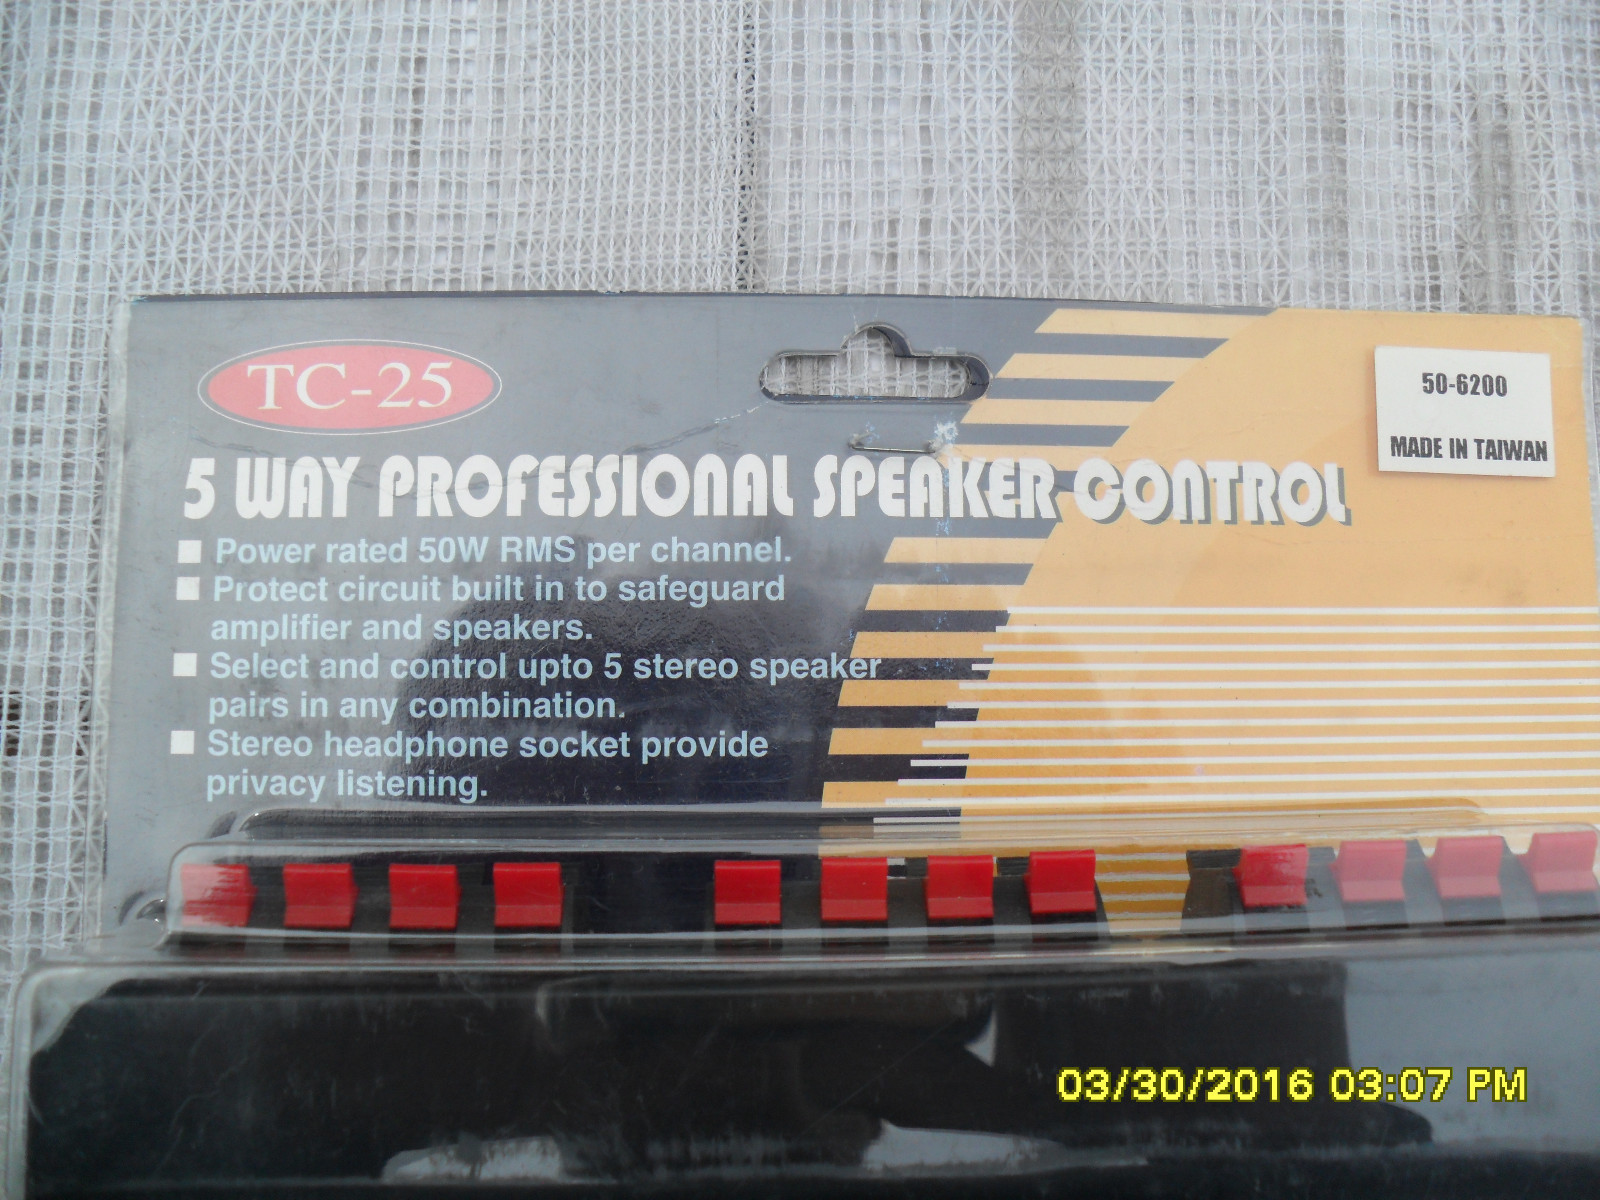 TC-25
50-6200
MADE IN TAIWAN
5 WAY PROFESSIONAL SPEAKER CONTROL
Power rated 50W RMS per channel.
Protect circuit built in to safeguard
amplifier and speakers.
Select and control upto 5 stereo speaker
pairs in any combination.
Stereo headphone socket provide
privacy listening.
03/30/2016 03:07 PM